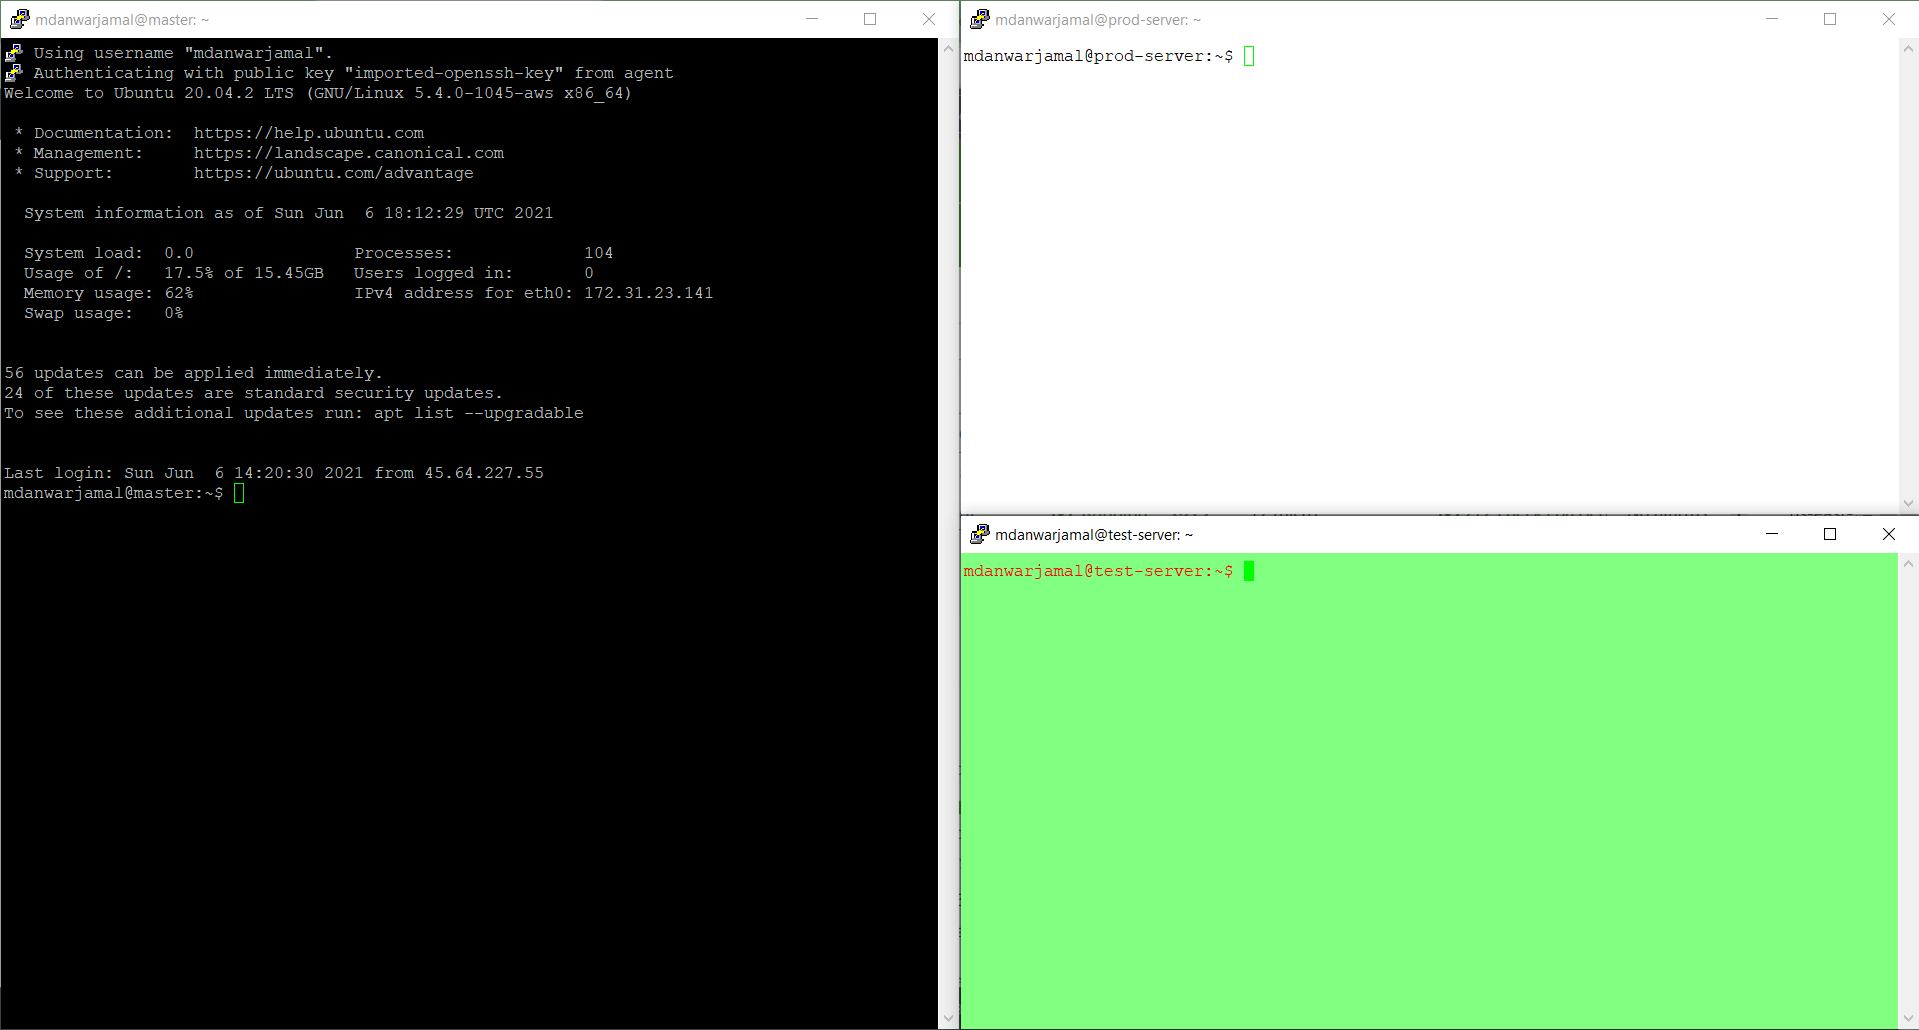 mdanwarjamal@master: ~
Using username "mdanwarjamal".
Authenticating with public key "imported-openssh-key" from agent
Welcome to Ubuntu 20.04.2 LTS (GNU/Linux 5.4.0-1045-aws x86_64)
* Documentation:  https://help.ubuntu.com
* Management:     https://landscape.canonical.com
* Support:        https://ubuntu.com/advantage
System information as of Sun Jun  6 18:12:29 UTC 2021
System load:  0.0                Processes:             104
Usage of /:   17.5% of 15.45GB   Users logged in:       0
Memory usage: 62%                IPv4 address for eth0: 172.31.23.141
Swap usage:   0%
56 updates can be applied immediately.
24 of these updates are standard security updates.
To see these additional updates run: apt list --upgradable
Last login: Sun Jun  6 14:20:30 2021 from 45.64.227.55
mdanwarjamal@master:~$
mdanwarjamal@prod-server: ~
mdanwarjamal@prod-server:~$
mdanwarjamal@test-server: ~
mdanwarjamal@test-server:~$